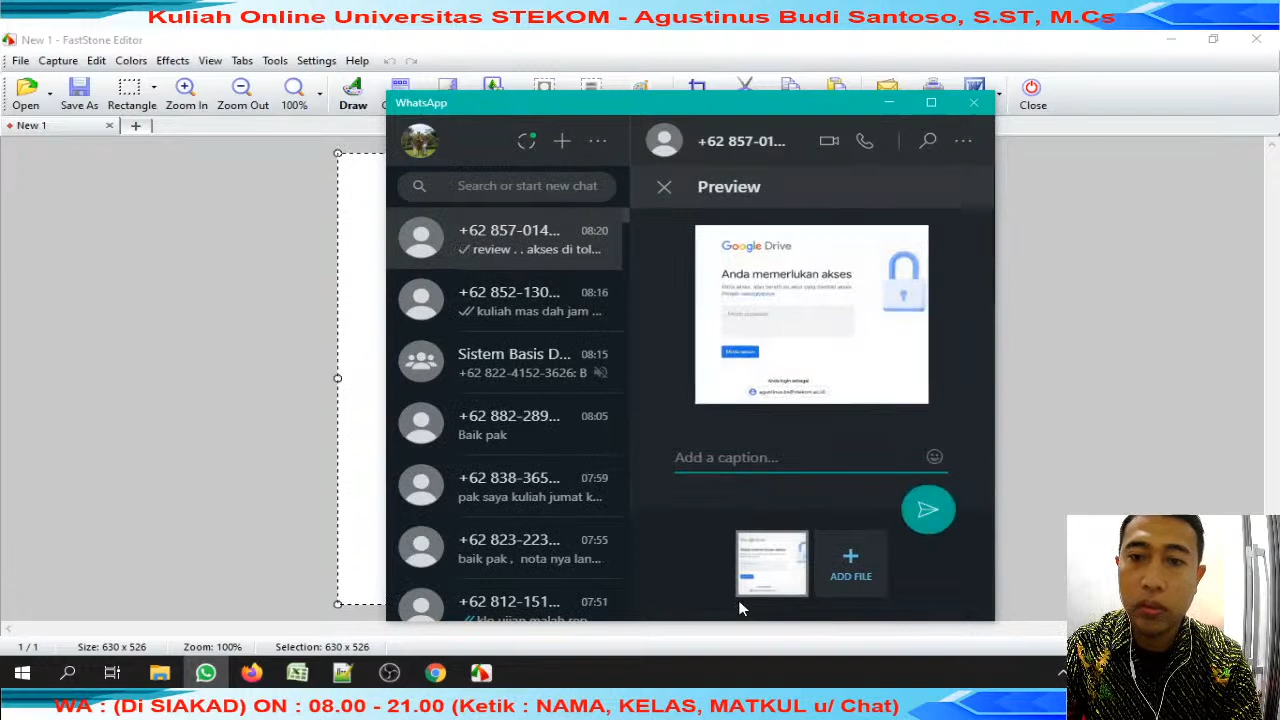 Kuliah Online Universitas STEKOM - Agustinus Budi Santoso, S.ST, M.Cs
New 1 - FastStone Editor
File Capture Edit Colors Effects View Tabs Tools Settings Help
Open Save As Rectangle Zoom In Zoom Out 100% Draw Close
New 1
WhatsApp
Search or start new chat
+62 857-014... 08:20
review . . akses di tol...
+62 852-130... 08:16
kuliah mas dah jam ...
Sistem Basis D... 08:15
+62 822-4152-3626: B
+62 882-289... 08:05
Baik pak
+62 838-365... 07:59
pak saya kuliah jumat k...
+62 823-223... 07:55
baik pak , nota nya lan...
+62 812-151... 07:51
+62 857-01...
Preview
Google Drive
Anda memerlukan akses
Minta akses
Anda login sebagai
Add a caption...
ADD FILE
1 / 1 Size: 630 x 526 Zoom: 100% Selection: 630 x 526
WA : (Di SIAKAD) ON : 08.00 - 21.00 (Ketik : NAMA, KELAS, MATKUL u/ Chat)